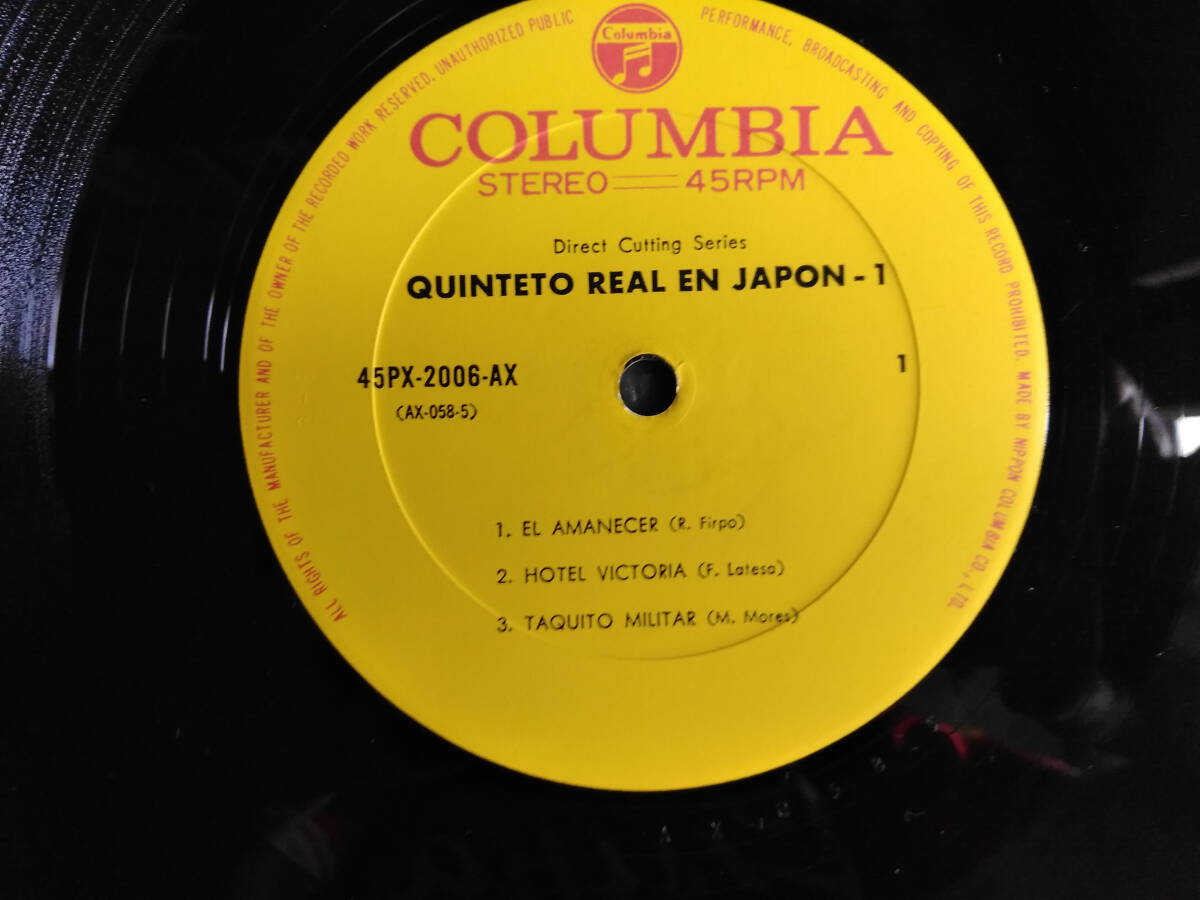 Columbia
COLUMBIA
STEREO 45RPM
Direct Cutting Series
QUINTETO REAL EN JAPON - 1
45PX-2006-AX
1
(AX-058-5)
1. EL AMANECER (R. Firpo)
2. HOTEL VICTORIA (F. Latesa)
3. TAQUITO MILITAR (M. Mores)
ALL RIGHTS OF THE MANUFACTURER AND OF THE OWNER OF THE RECORDED WORK RESERVED. UNAUTHORIZED PUBLIC PERFORMANCE, BROADCASTING AND COPYING OF THIS RECORD PROHIBITED. MADE BY NIPPON COLUMBIA CO., LTD.